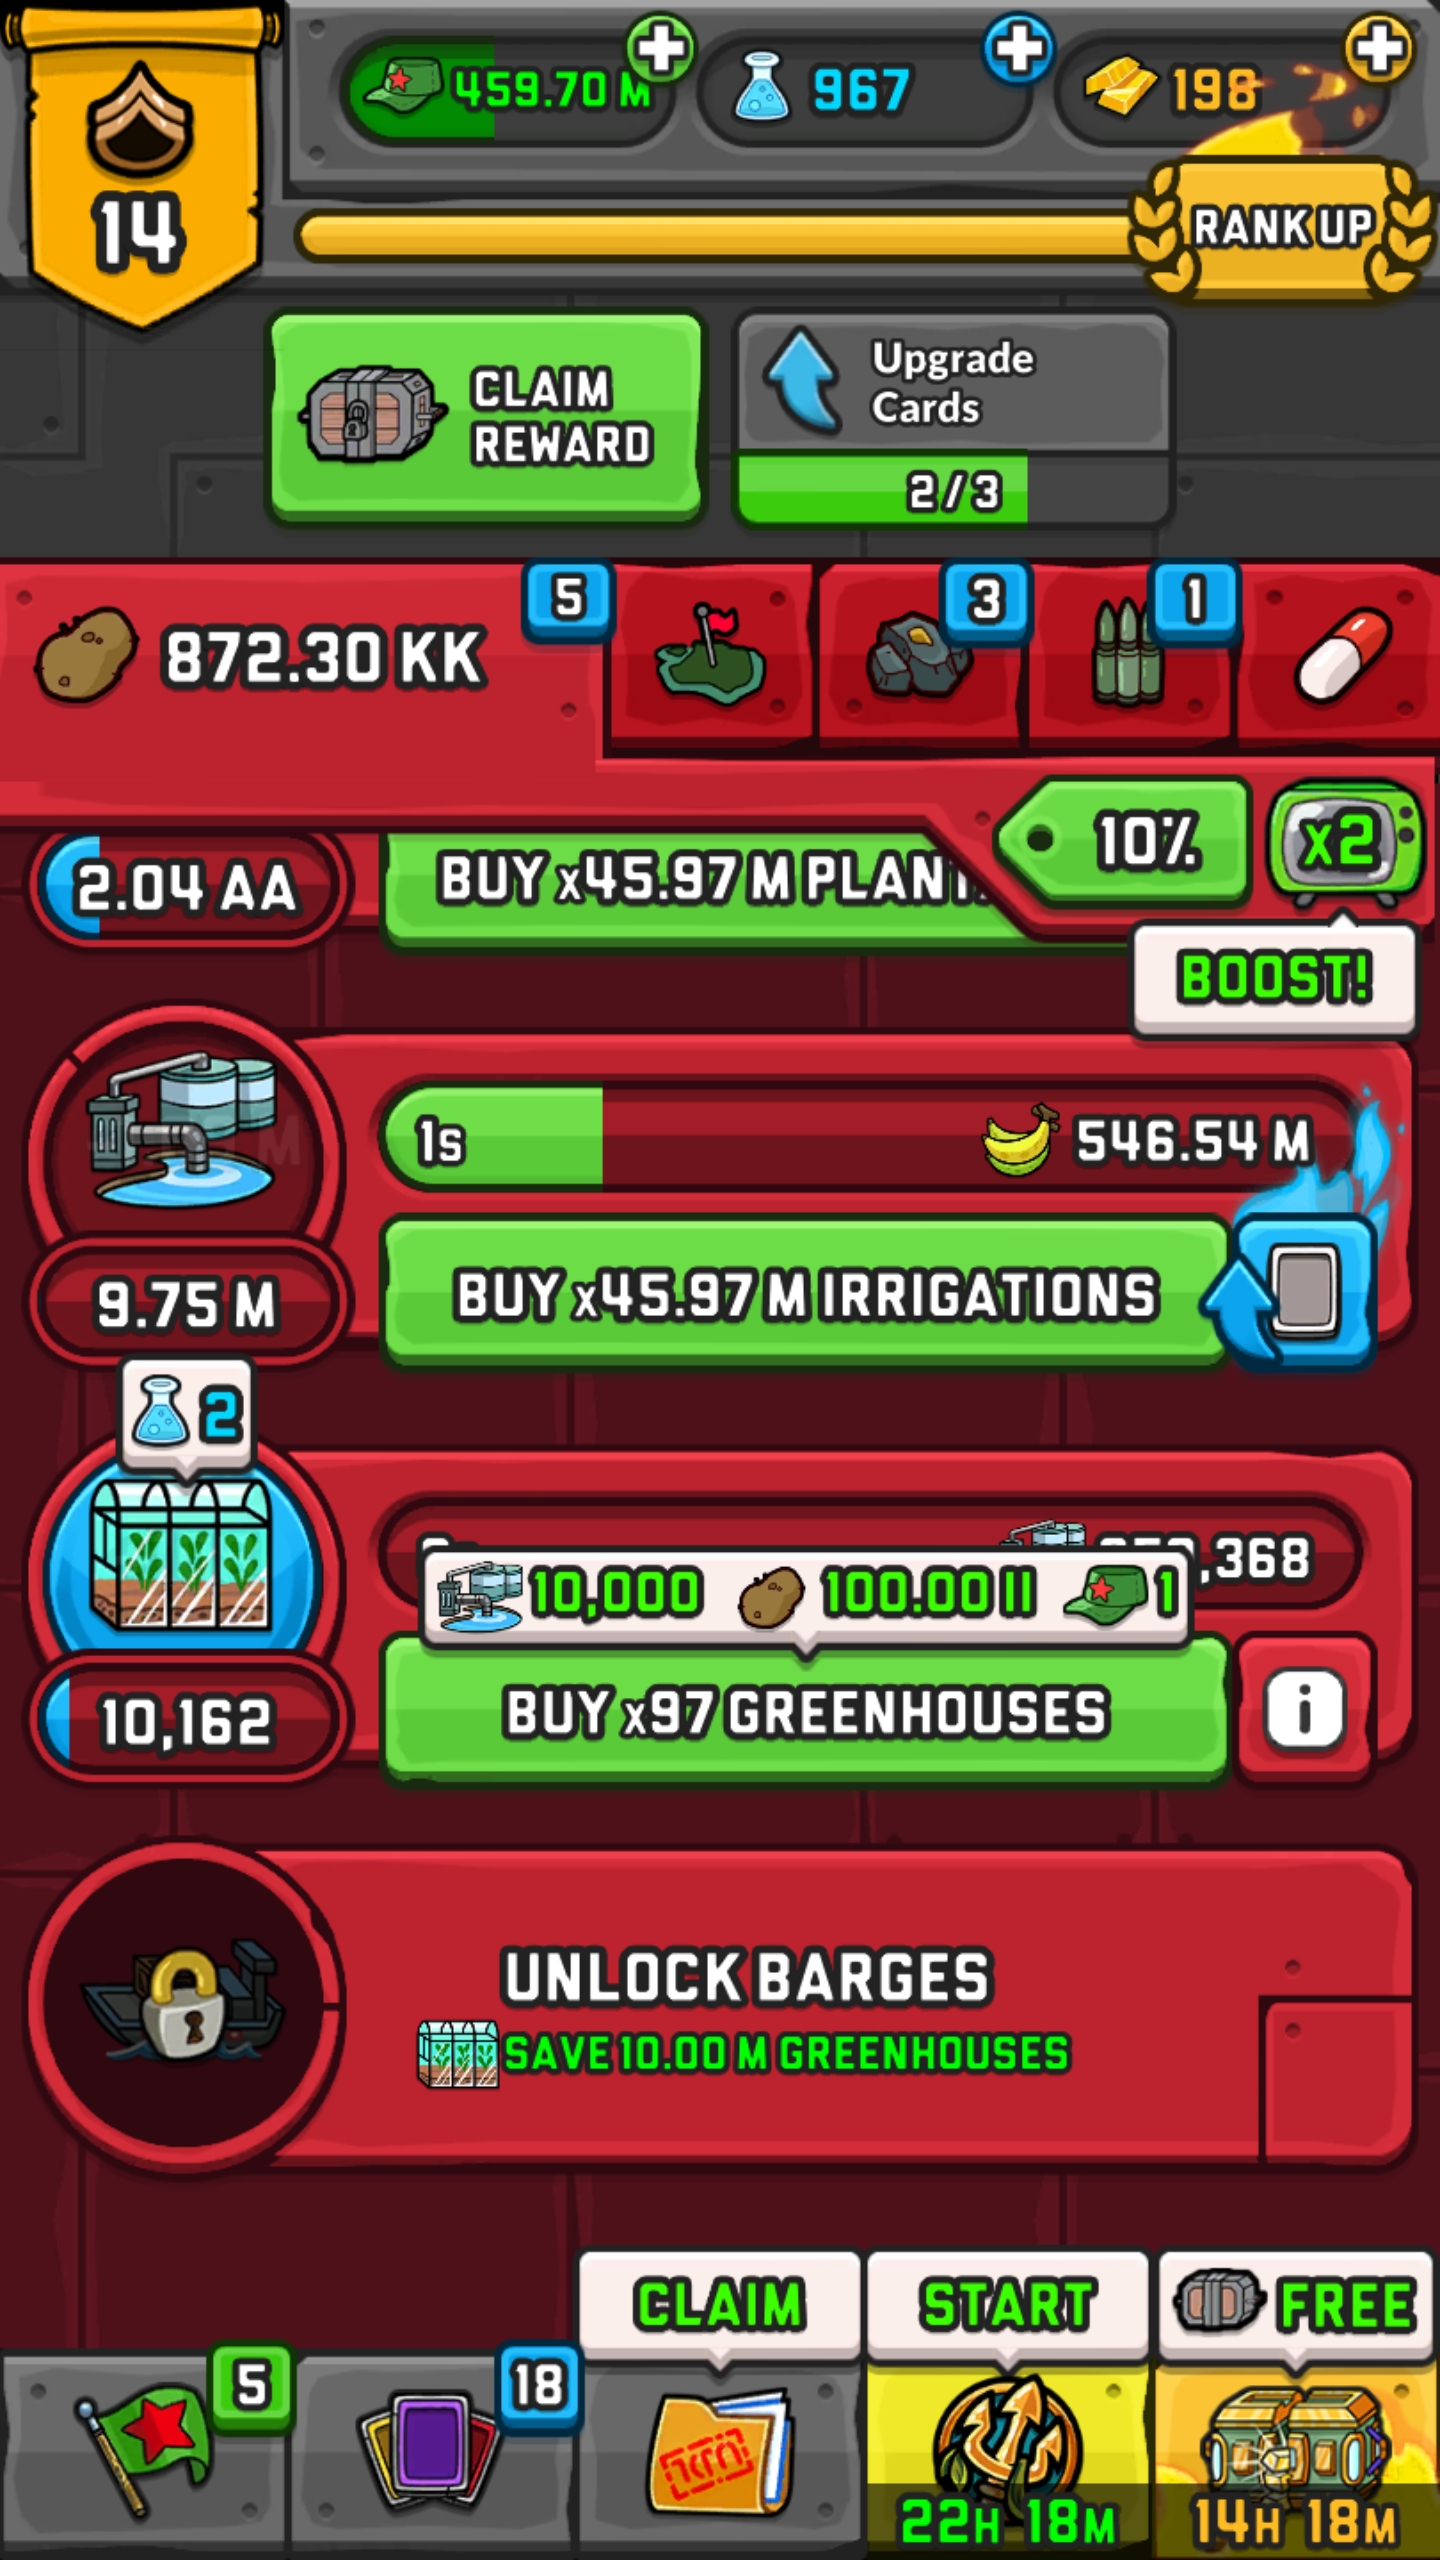 14
459.70 M
967
198
RANK UP
CLAIM
REWARD
Upgrade
Cards
2/3
872.30 KK
5
3
1
10%
x2
2.04 AA
BUY x45.97 M
BOOST!
1s
546.54 M
9.75 M
BUY x45.97 M IRRIGATIONS
2
,368
10,000
100.00 II
1
10,162
BUY x97 GREENHOUSES
i
UNLOCK BARGES
SAVE 10.00 M GREENHOUSES
CLAIM
START
FREE
5
18
22H 18M
14H 18M